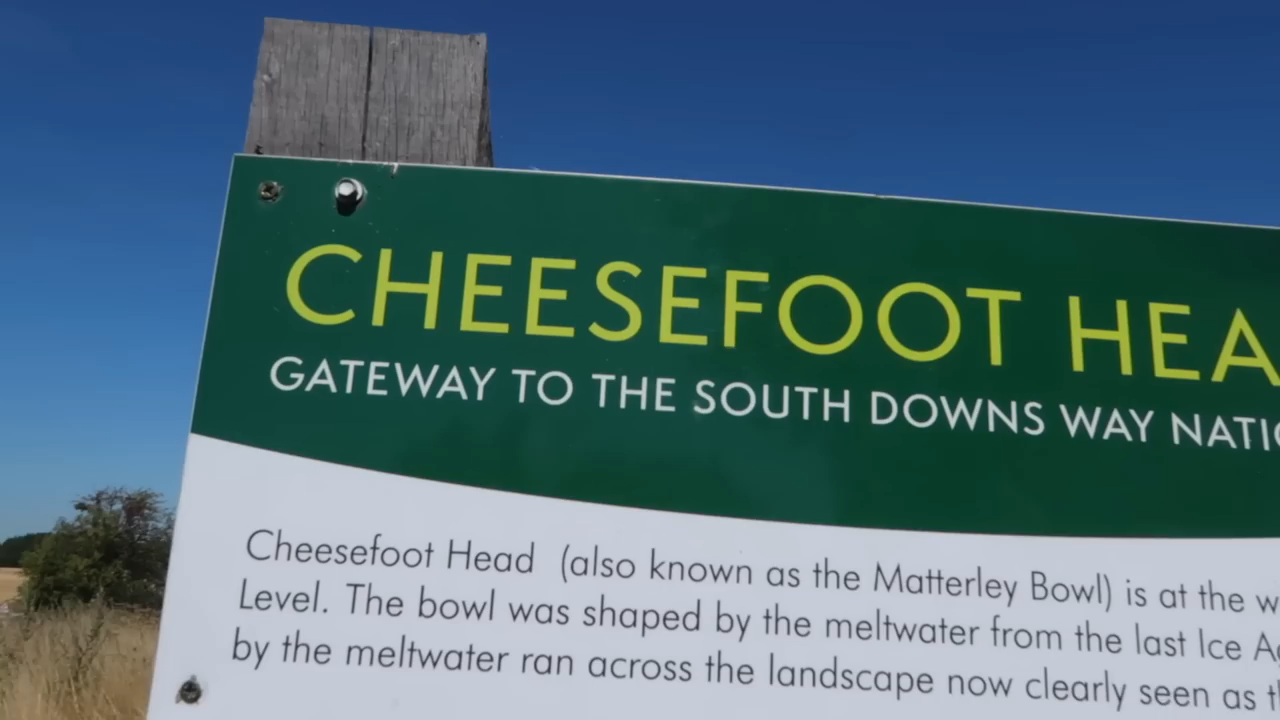 CHEESEFOOT HEA
GATEWAY TO THE SOUTH DOWNS WAY NATIO
Cheesefoot Head (also known as the Matterley Bowl) is at the w
Level. The bowl was shaped by the meltwater from the last Ice Ag
by the meltwater ran across the landscape now clearly seen as th